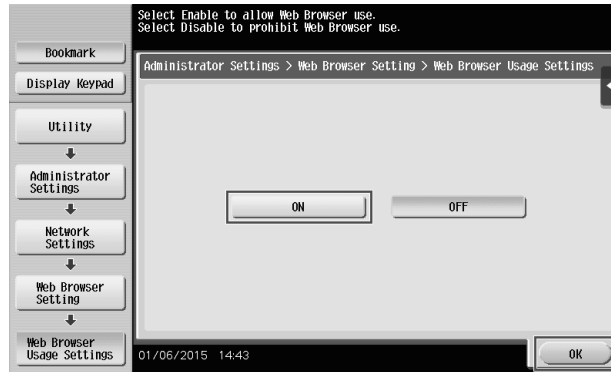 Select Enable to allow Web Browser use.
Select Disable to prohibit Web Browser use.
Bookmark
Display Keypad
Administrator Settings > Web Browser Setting > Web Browser Usage Settings
Utility
Administrator
Settings
Network
Settings
Web Browser
Setting
Web Browser
Usage Settings
ON
OFF
01/06/2015 14:43
OK